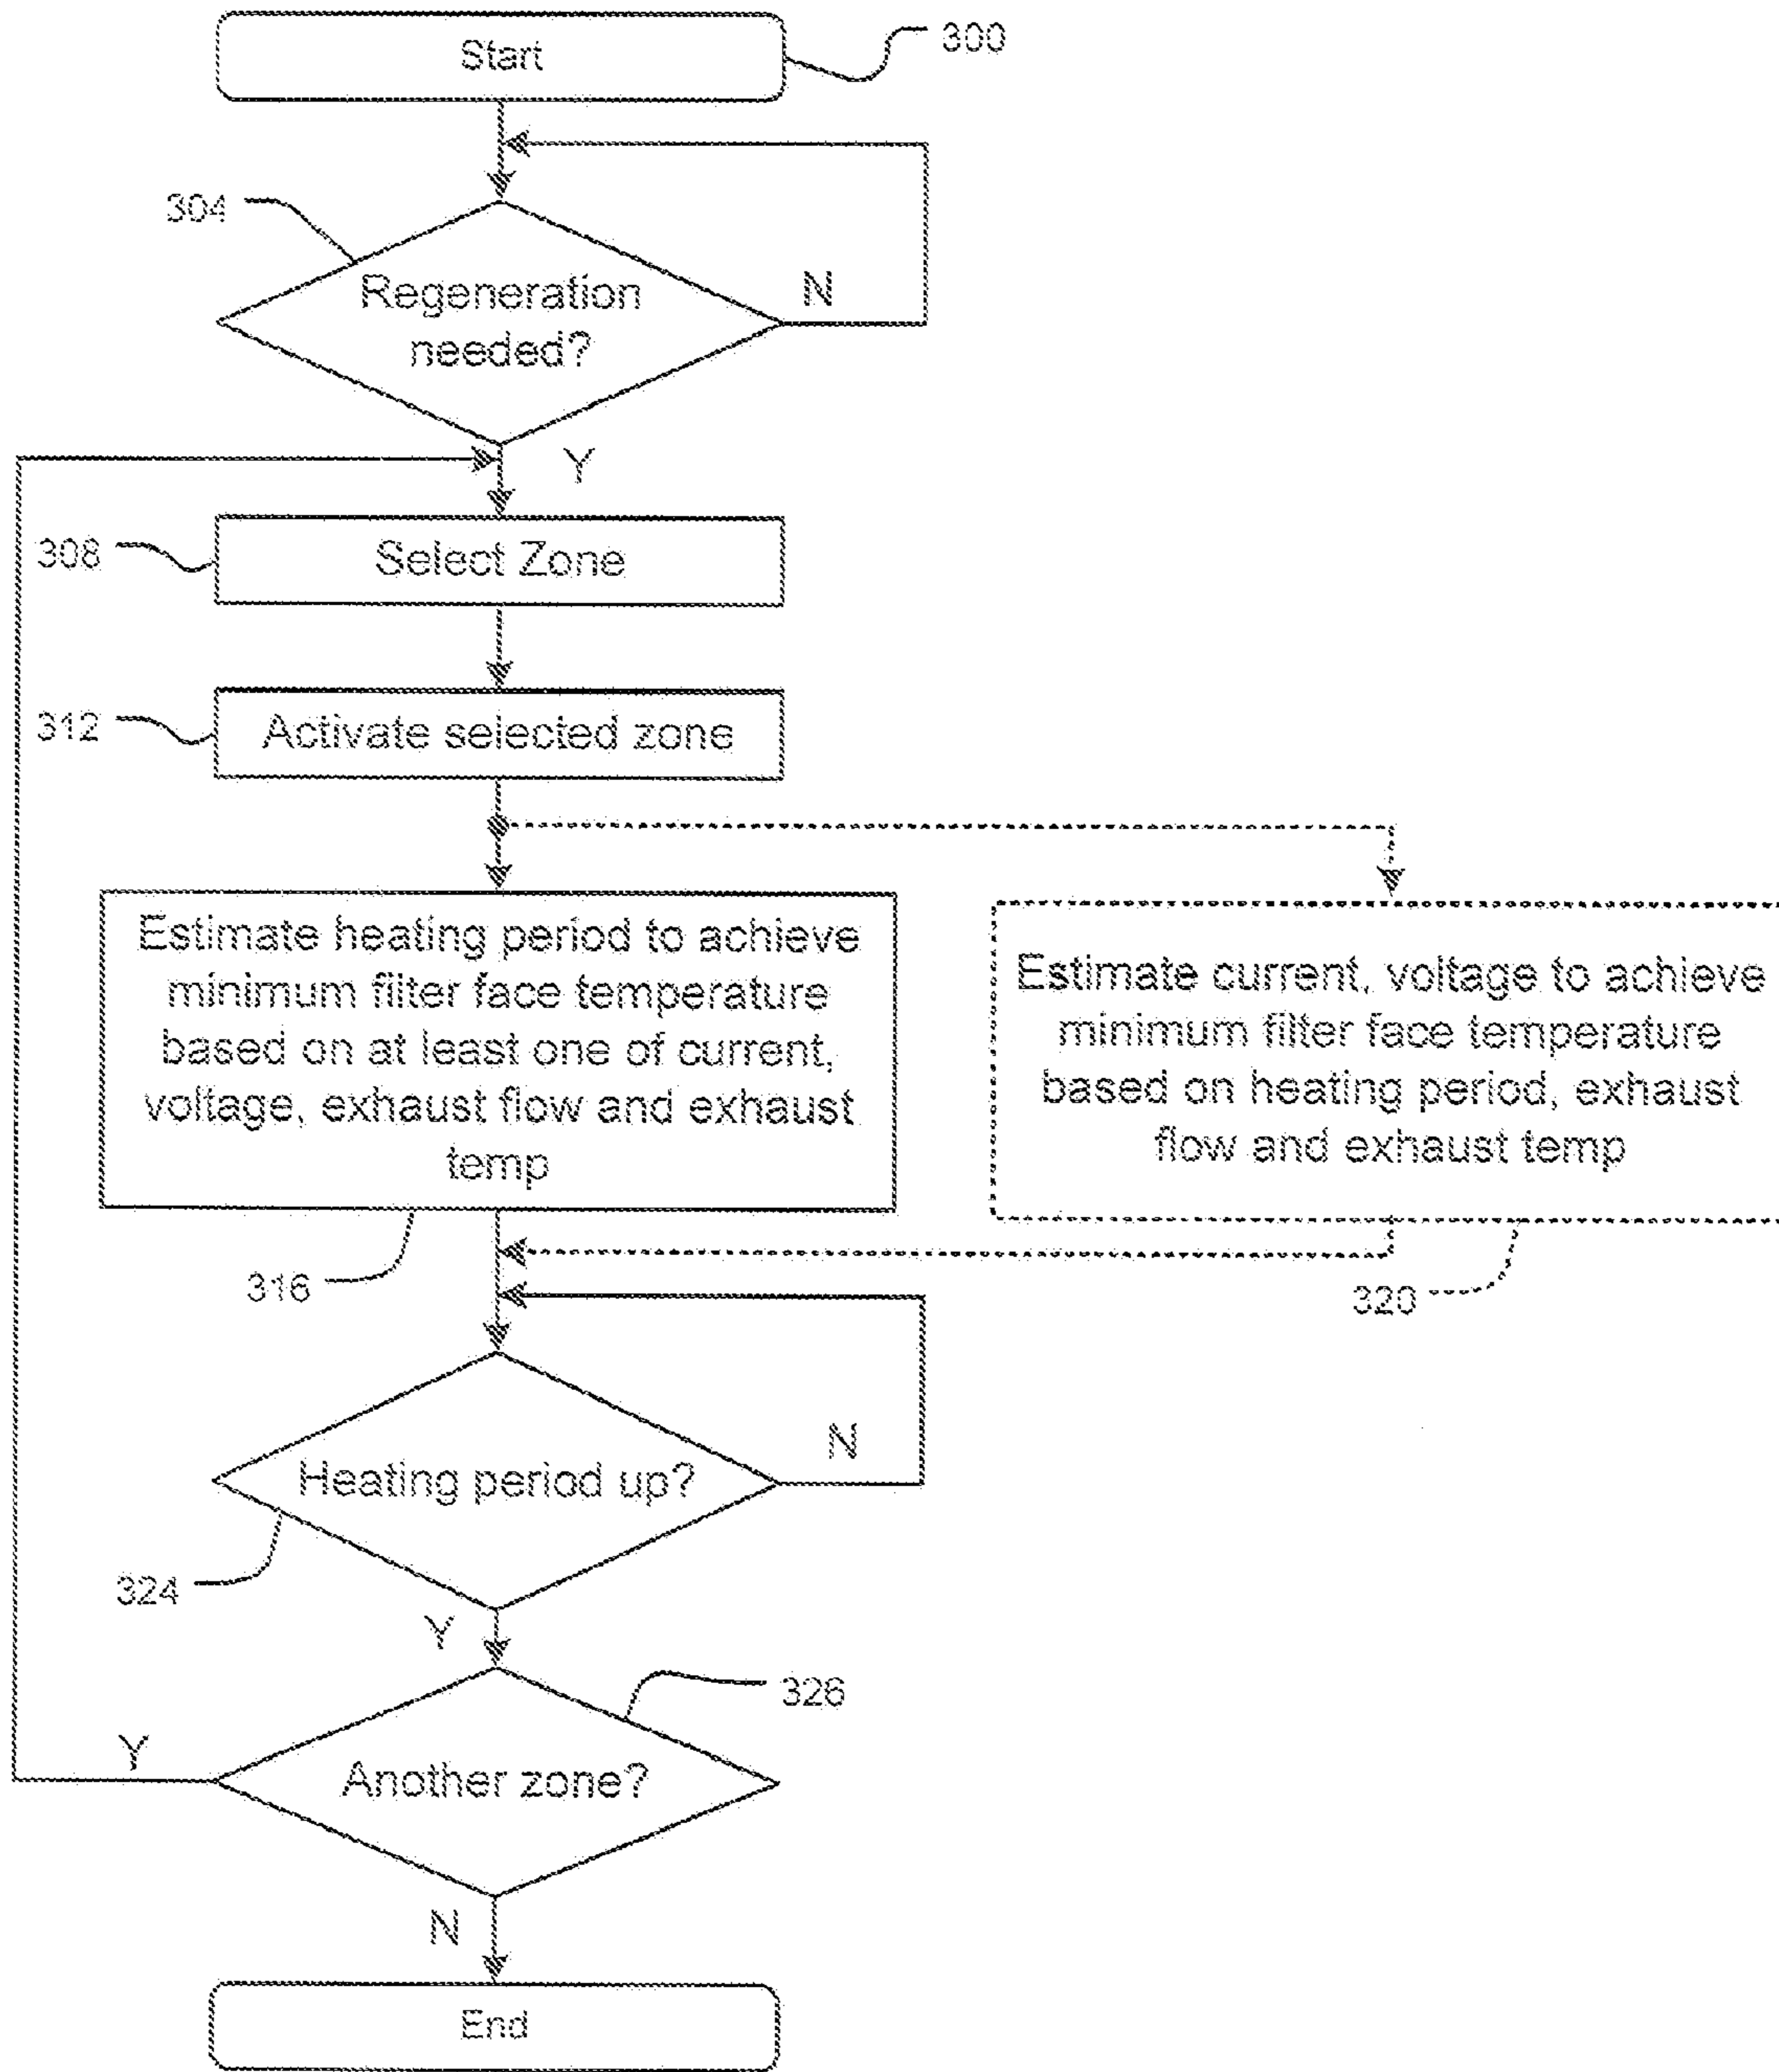 Start
300
304
Regeneration
needed?
N
Y
308
Select Zone
312
Activate selected zone
Estimate heating period to achieve
minimum filter face temperature
based on at least one of current,
voltage, exhaust flow and exhaust
temp
316
Estimate current, voltage to achieve
minimum filter face temperature
based on heating period, exhaust
flow and exhaust temp
320
Heating period up?
N
324
Y
328
Another zone?
Y
N
End